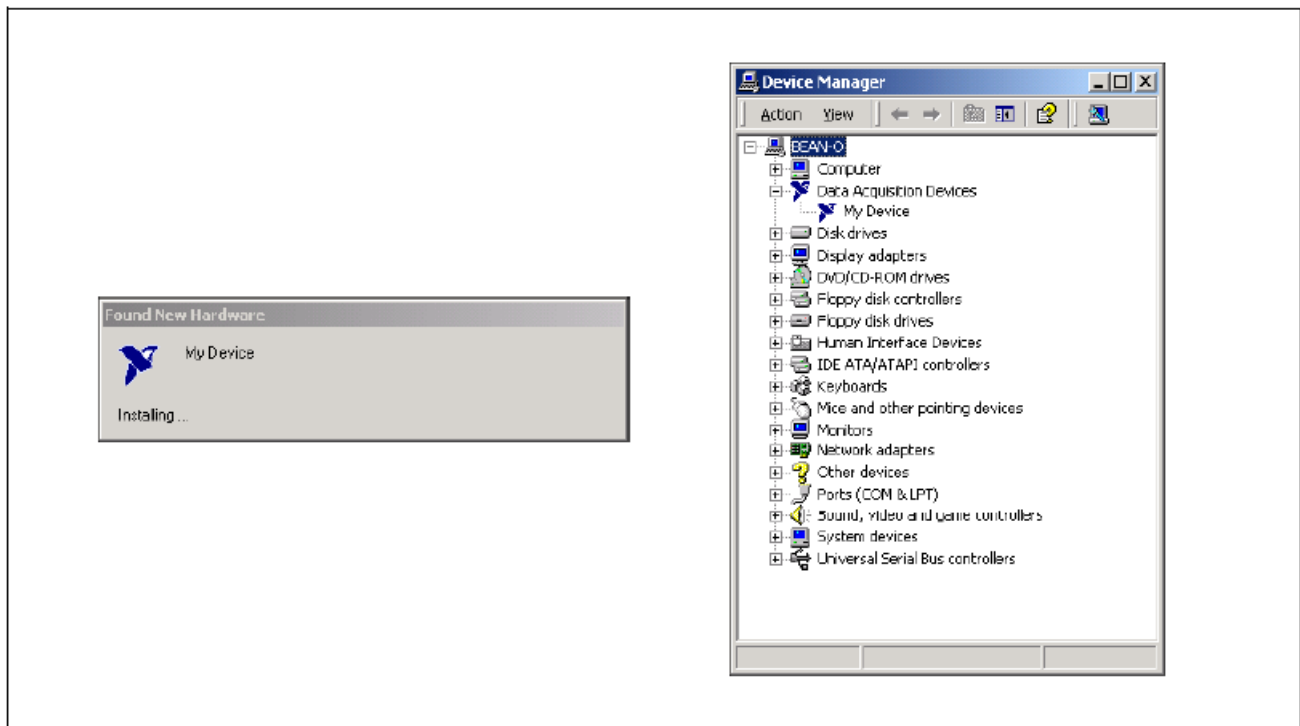 Found New Hardware
My Device
Installing ...
Device Manager
Action View
BEAN-O
Computer
Data Acquisition Devices
My Device
Disk drives
Display adapters
DVD/CD-ROM drives
Floppy disk controllers
Floppy disk drives
Human Interface Devices
IDE ATA/ATAPI controllers
Keyboards
Mice and other pointing devices
Monitors
Network adapters
Other devices
Ports (COM & LPT)
Sound, video and game controllers
System devices
Universal Serial Bus controllers